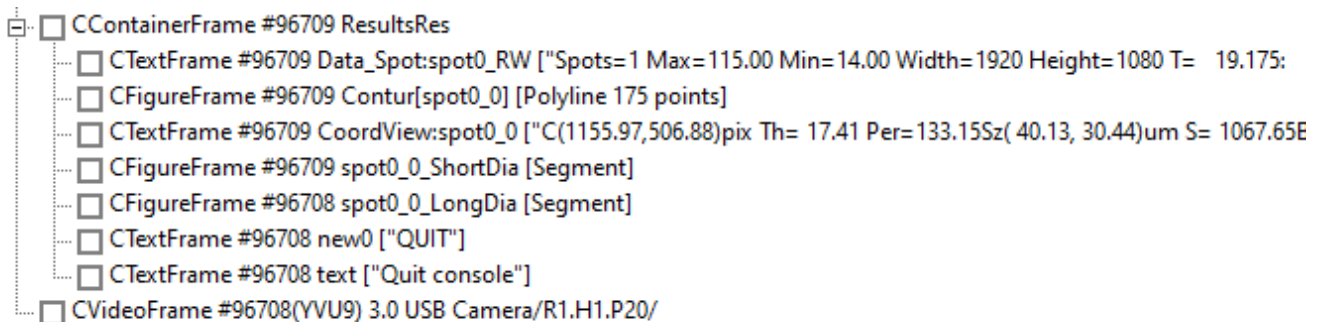 CContainerFrame #96709 ResultsRes
CTextFrame #96709 Data_Spot:spot0_RW ["Spots=1 Max=115.00 Min=14.00 Width=1920 Height=1080 T=   19.175:
CFigureFrame #96709 Contur[spot0_0] [Polyline 175 points]
CTextFrame #96709 CoordView:spot0_0 ["C(1155.97,506.88)pix Th= 17.41 Per=133.15Sz( 40.13, 30.44)um S= 1067.65E
CFigureFrame #96709 spot0_0_ShortDia [Segment]
CFigureFrame #96708 spot0_0_LongDia [Segment]
CTextFrame #96708 new0 ["QUIT"]
CTextFrame #96708 text ["Quit console"]
CVideoFrame #96708(YVU9) 3.0 USB Camera/R1.H1.P20/